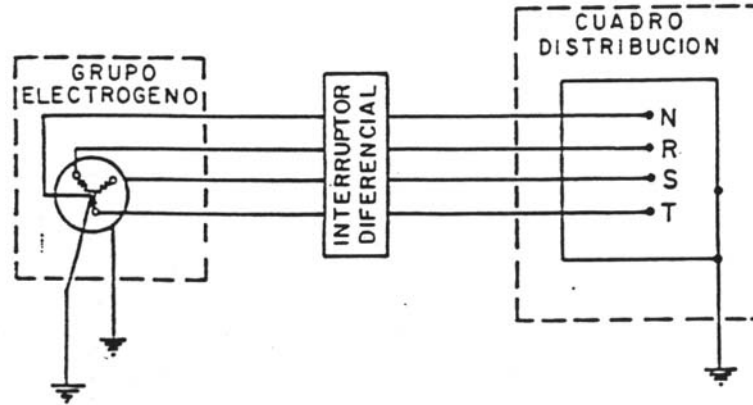 CUADRO
DISTRIBUCION
GRUPO
ELECTROGENO
INTERRUPTOR
DIFERENCIAL
N
R
S
T